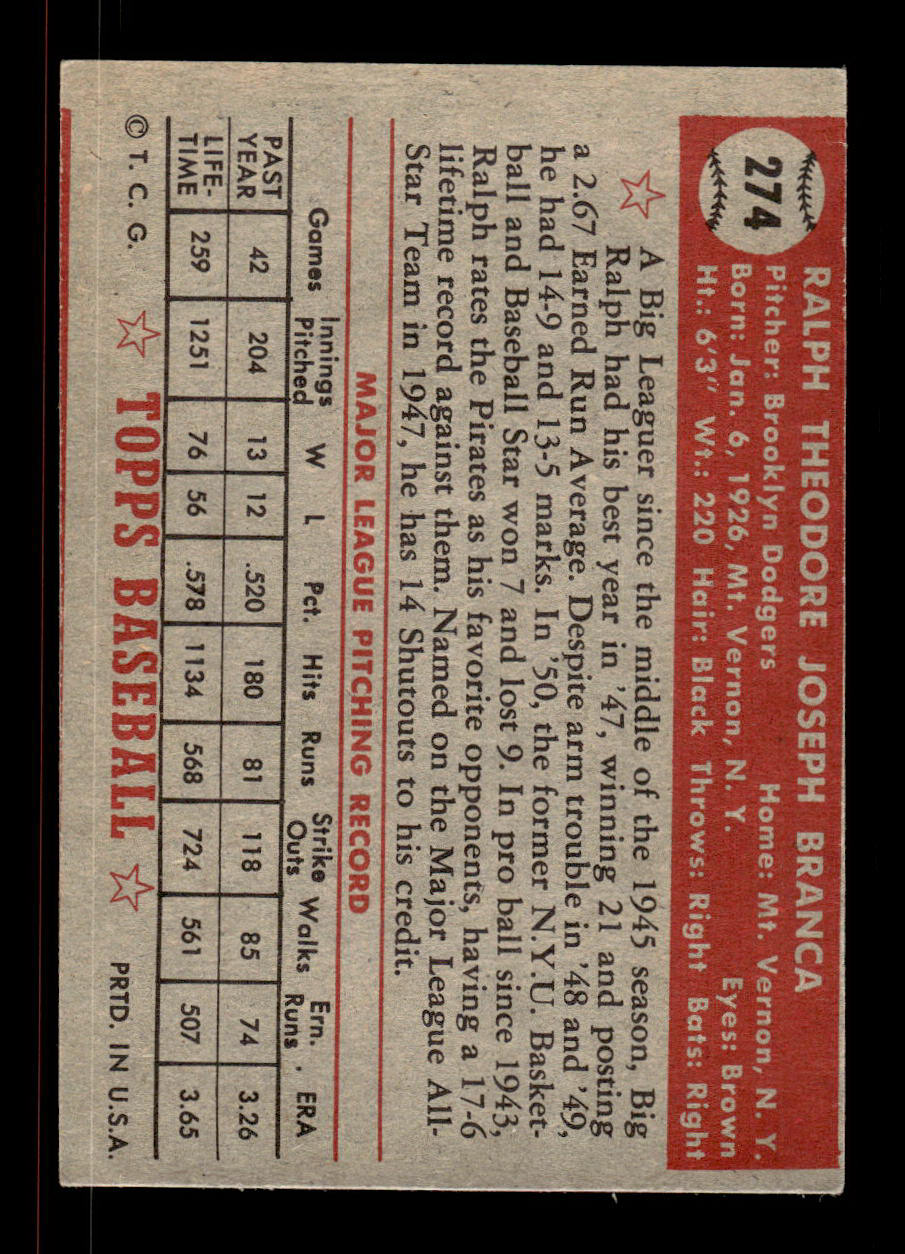 274
RALPH THEODORE JOSEPH BRANCA
Pitcher: Brooklyn Dodgers Home: Mt. Vernon, N. Y.
Born: Jan. 6, 1926, Mt. Vernon, N. Y. Eyes: Brown
Ht.: 6'3" Wt.: 220 Hair: Black Throws: Right Bats: Right
A Big Leaguer since the middle of the 1945 season, Big
Ralph had his best year in '47, winning 21 and posting
a 2.67 Earned Run Average. Despite arm trouble in '48 and '49,
he had 14-9 and 13-5 marks. In '50, the former N.Y.U. Basket-
ball and Baseball Star won 7 and lost 9. In pro ball since 1943,
Ralph rates the Pirates as his favorite opponents, having a 17-6
lifetime record against them. Named on the Major League All-
Star Team in 1947, he has 14 Shutouts to his credit.
MAJOR LEAGUE PITCHING RECORD
Games Innings Pitched W L Pct. Hits Runs Strike Outs Walks Ern. Runs ERA
PAST YEAR 42 204 13 12 .520 180 81 118 85 74 3.26
LIFE-TIME 259 1251 76 56 .578 1134 568 724 561 507 3.65
© T. C. G. TOPPS BASEBALL PRTD. IN U.S.A.